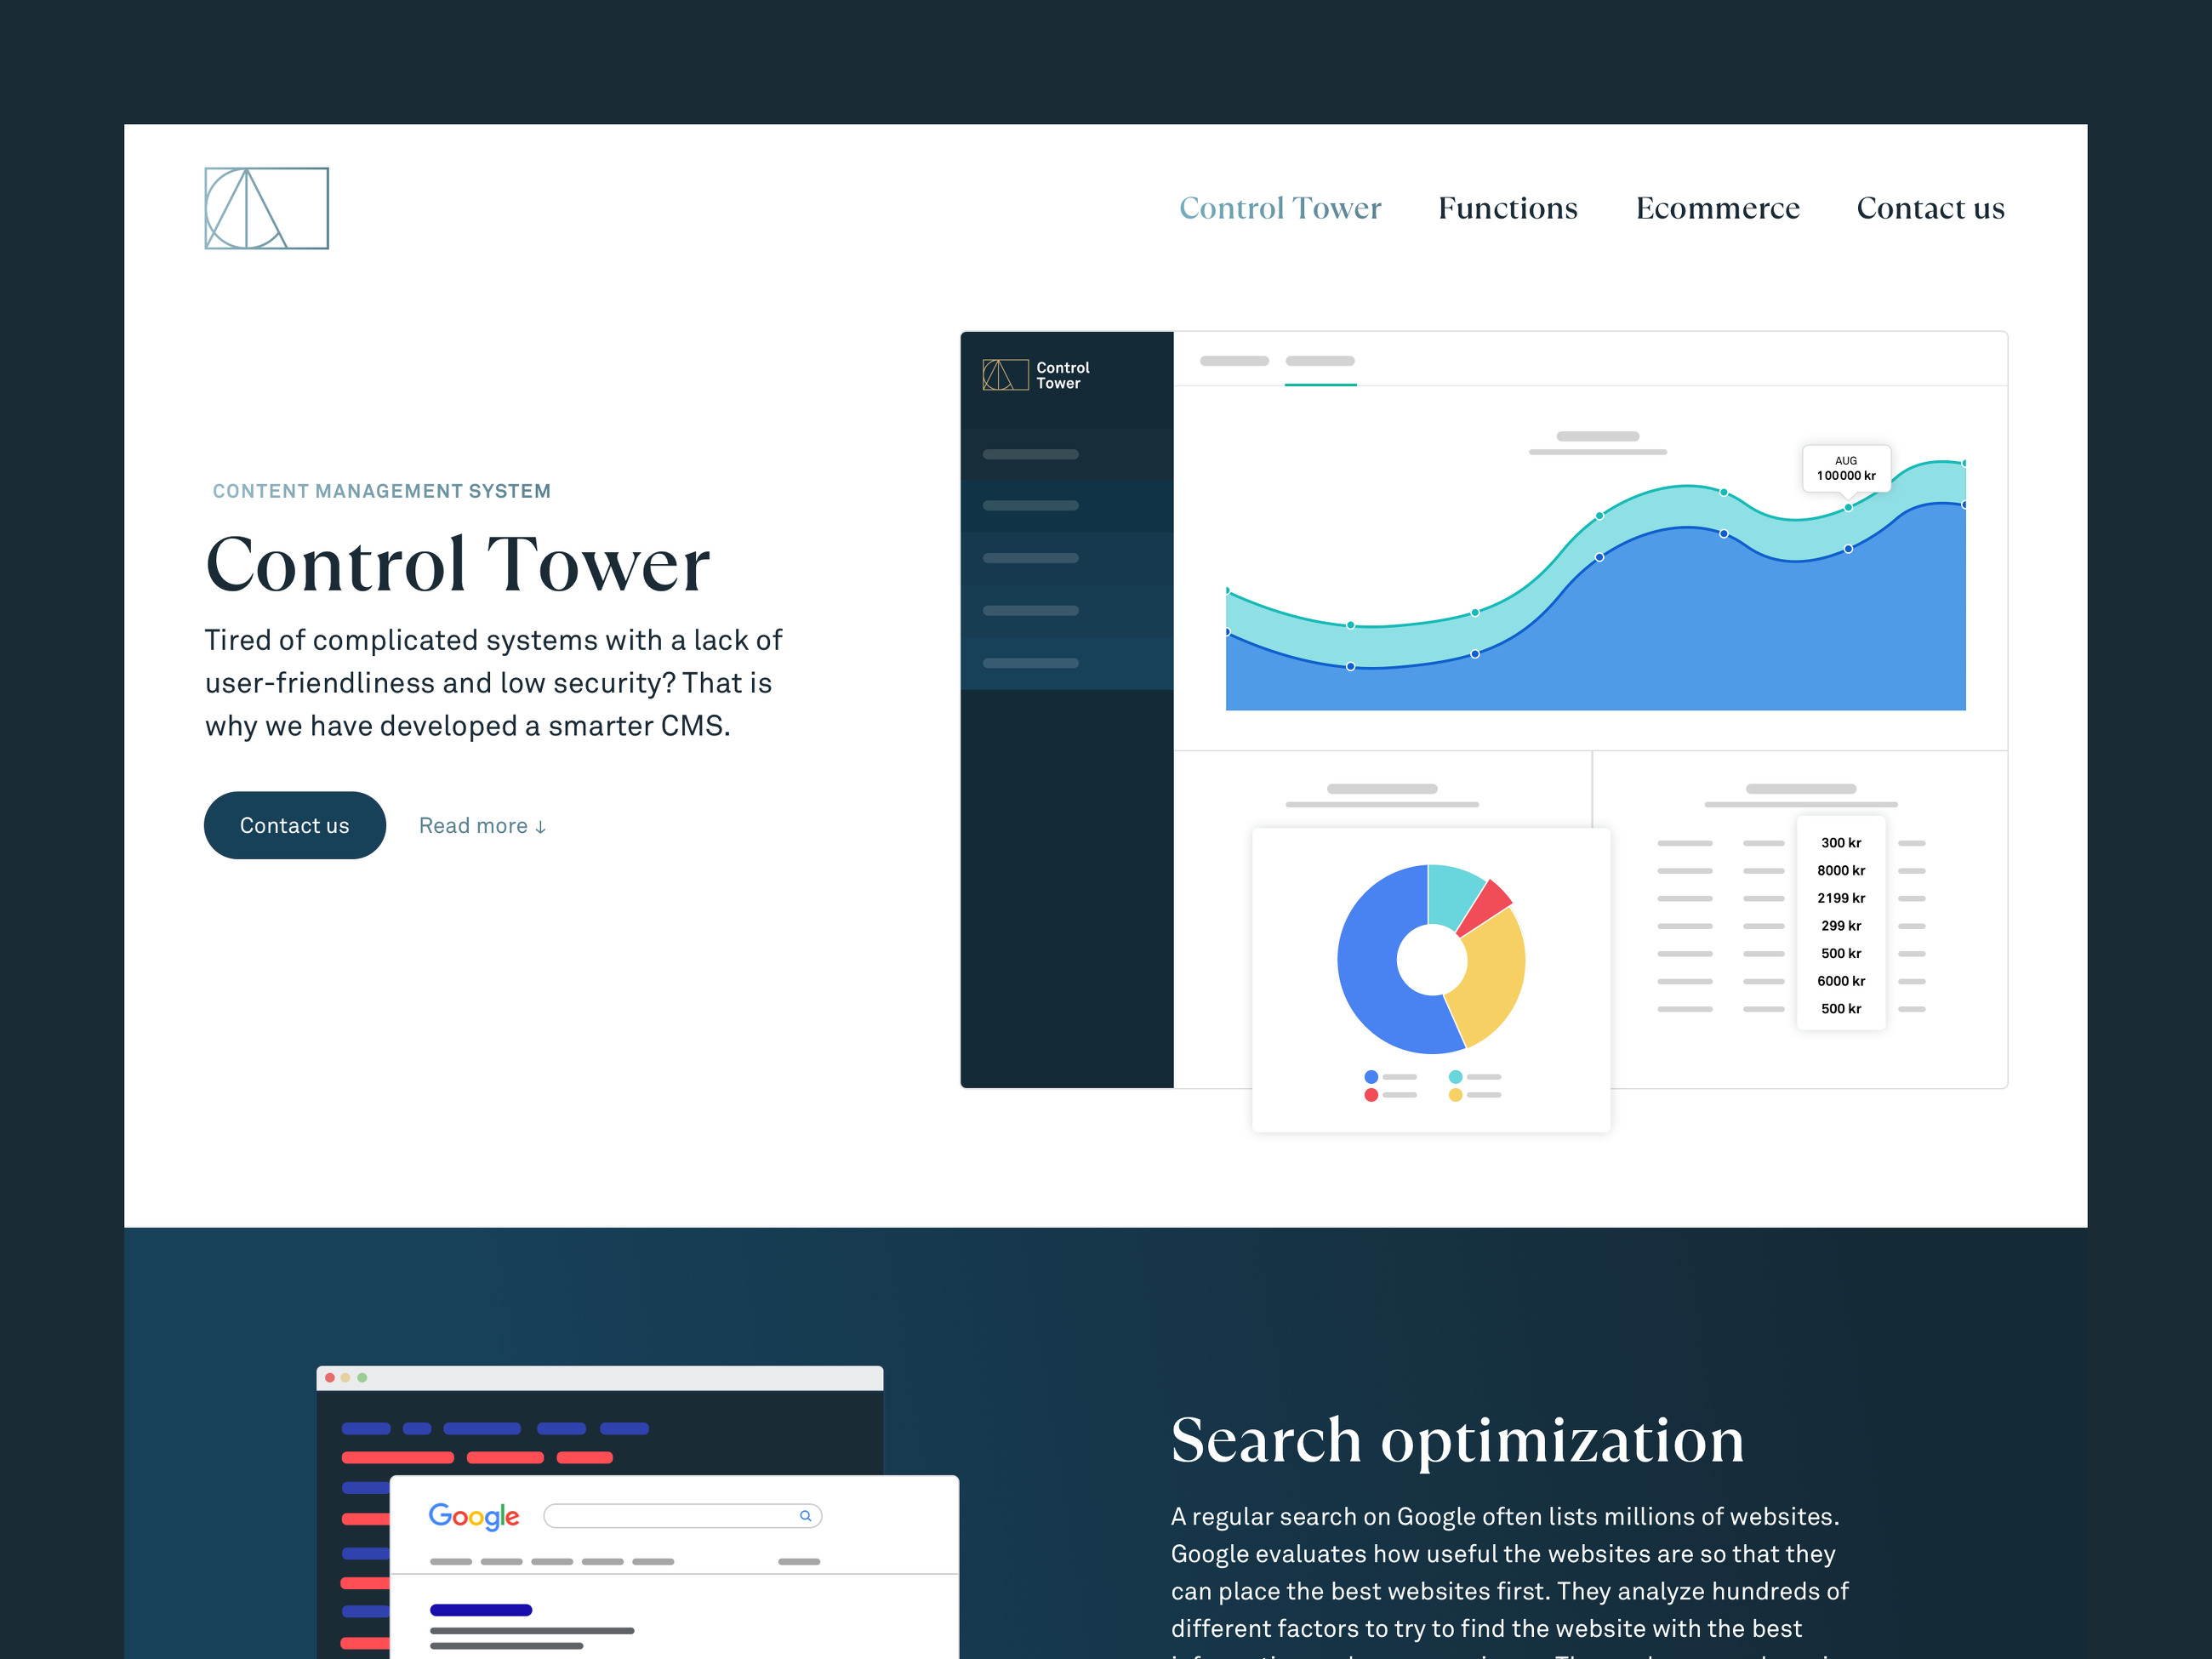 Control Tower
Functions
Ecommerce
Contact us
CONTENT MANAGEMENT SYSTEM
Control Tower
Tired of complicated systems with a lack of
user-friendliness and low security? That is
why we have developed a smarter CMS.
Contact us
Read more ↓
Control
Tower
AUG
100000 kr
300 kr
8000 kr
2199 kr
299 kr
500 kr
6000 kr
500 kr
Google
Search optimization
A regular search on Google often lists millions of websites.
Google evaluates how useful the websites are so that they
can place the best websites first. They analyze hundreds of
different factors to try to find the website with the best